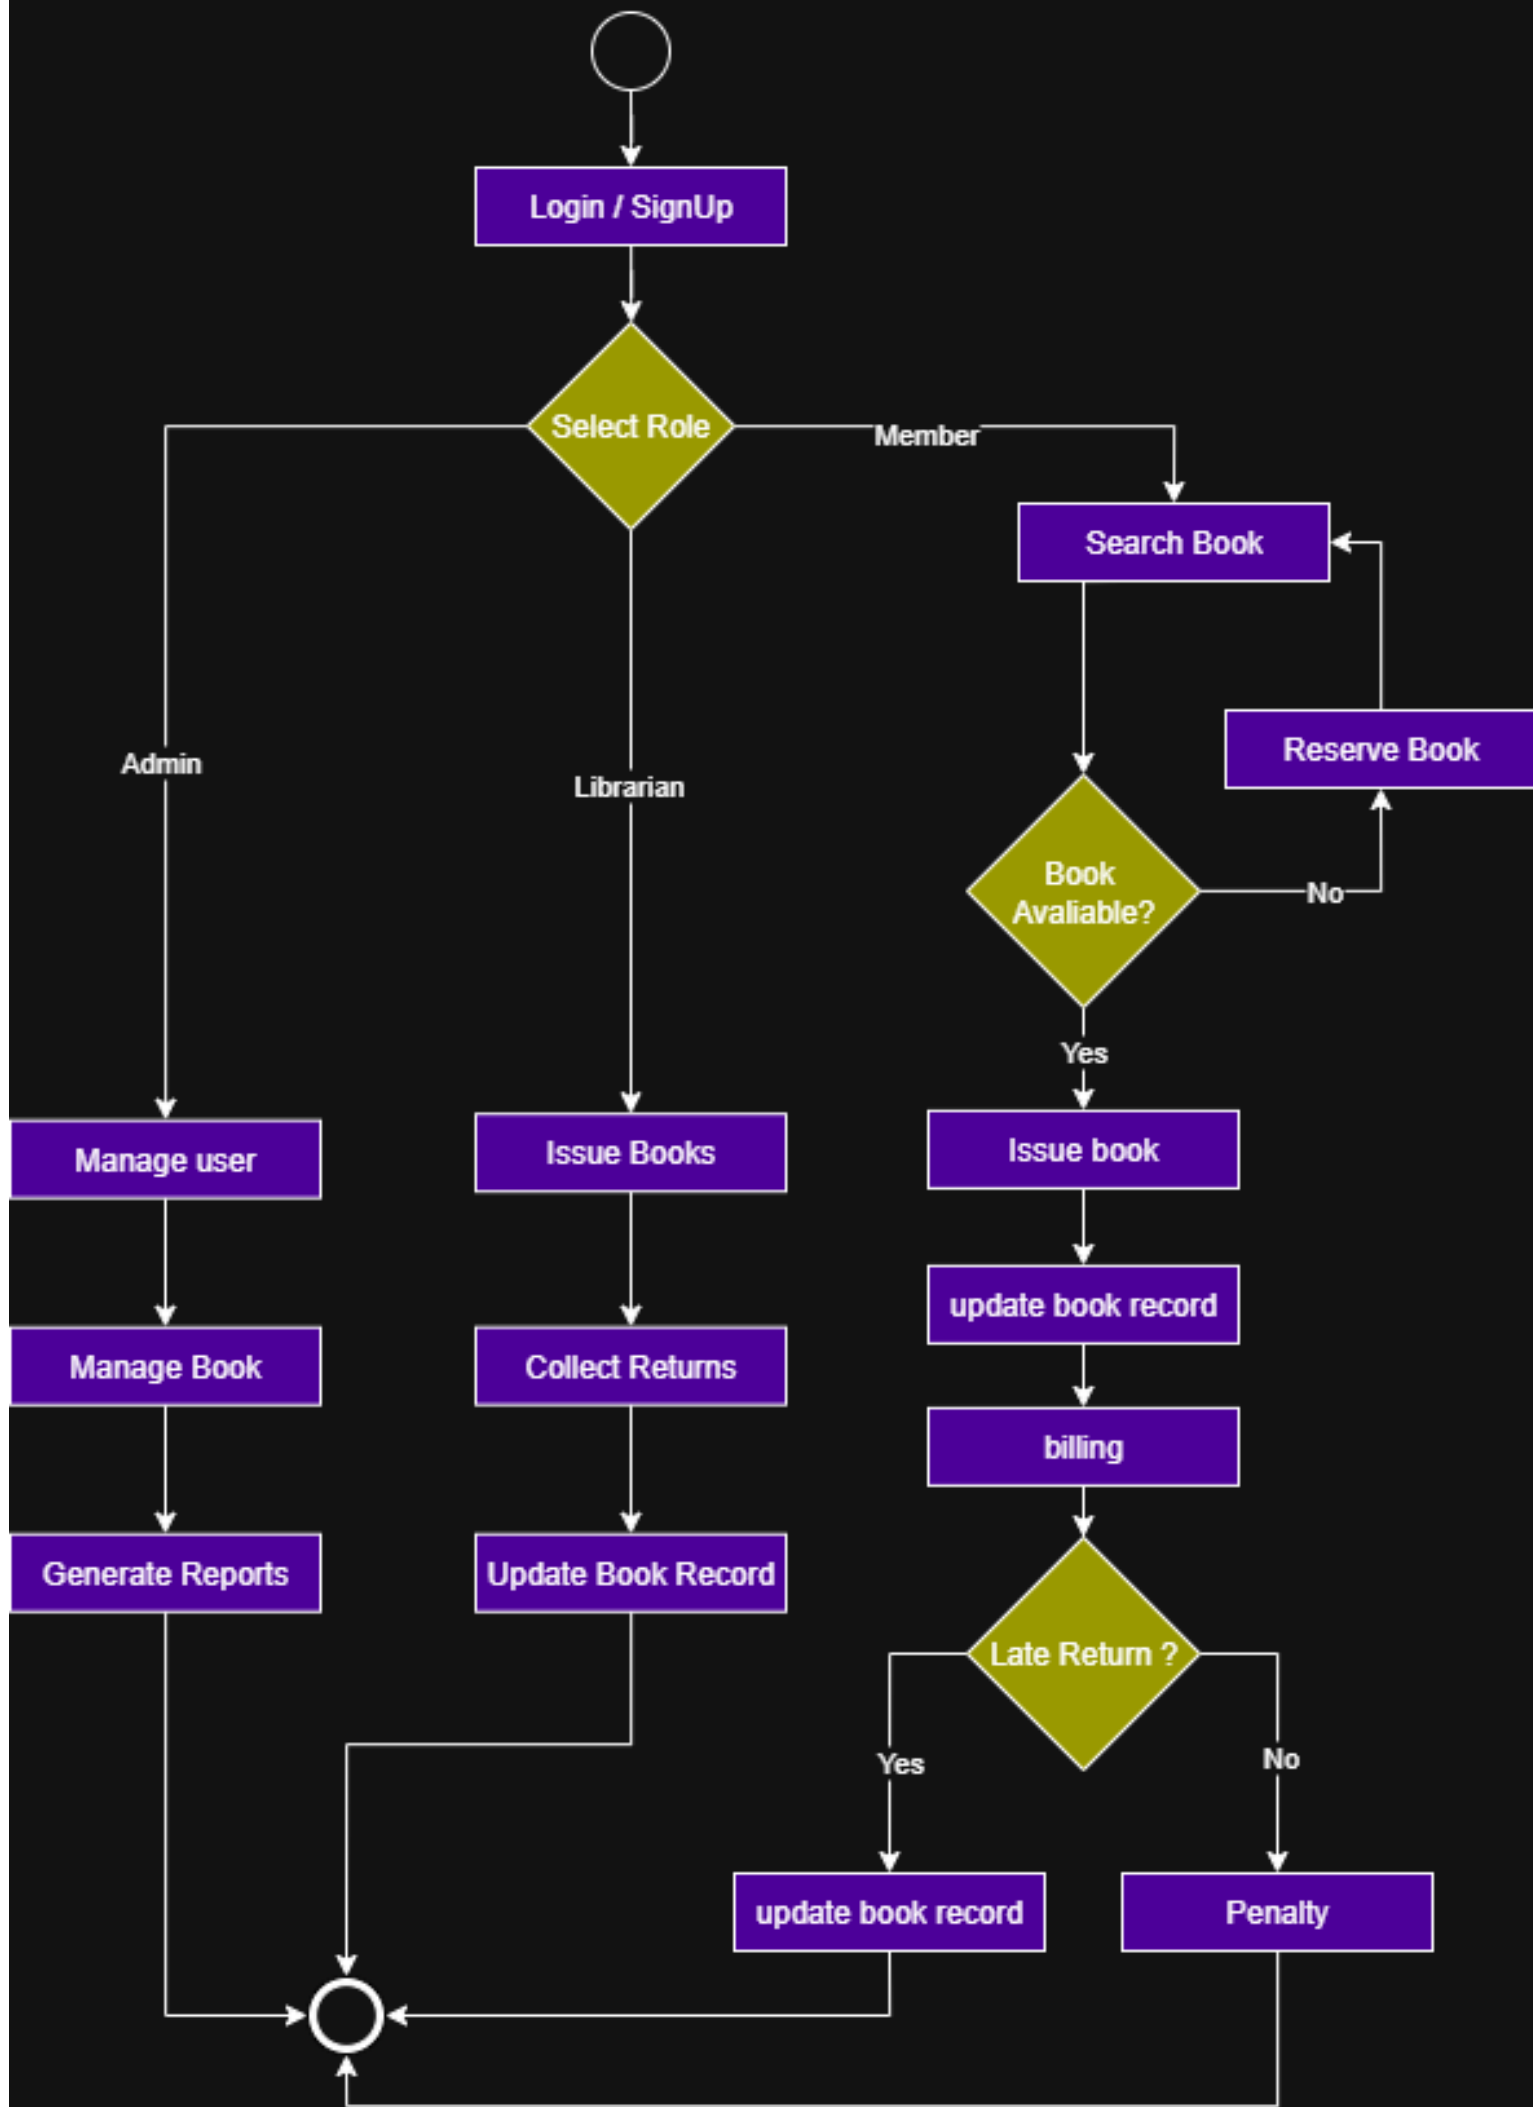 Login / SignUp
Select Role
Member
Search Book
Reserve Book
Admin
Librarian
Book
Avaliable?
No
Yes
Manage user
Issue Books
Issue book
update book record
Manage Book
Collect Returns
billing
Generate Reports
Update Book Record
Late Return ?
Yes
No
update book record
Penalty